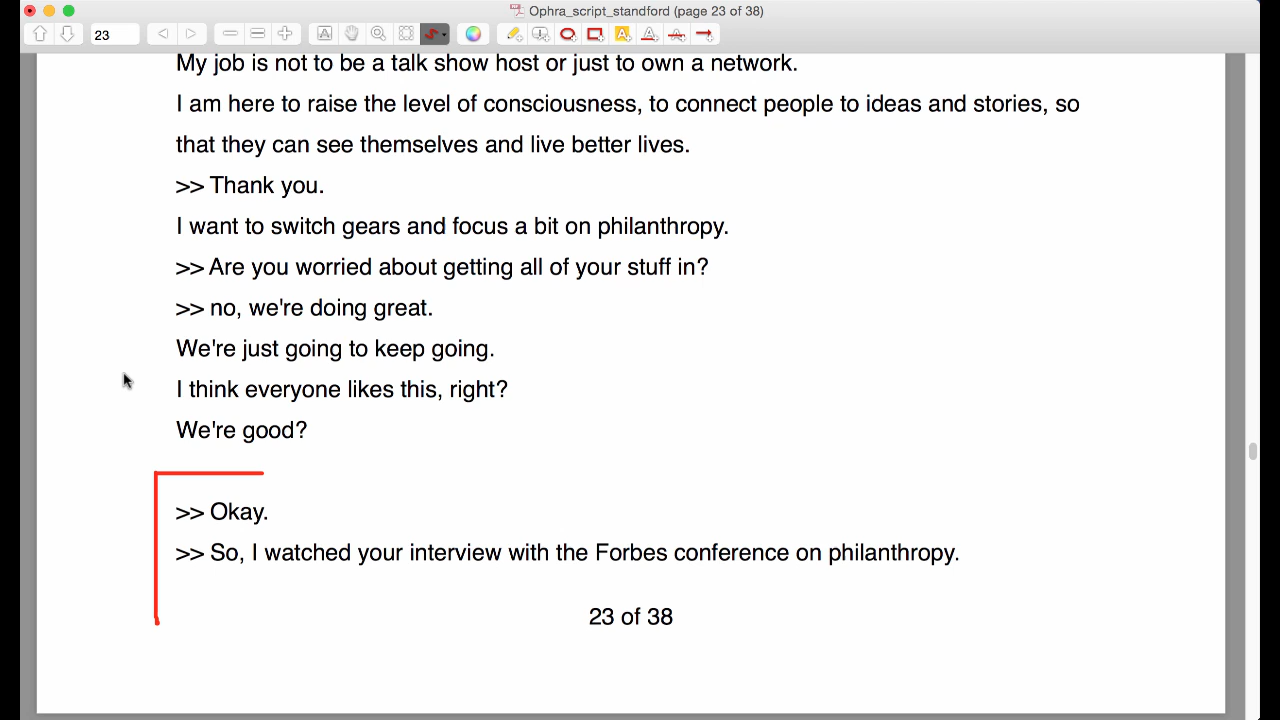 Ophra_script_standford (page 23 of 38)
23
My job is not to be a talk show host or just to own a network.
I am here to raise the level of consciousness, to connect people to ideas and stories, so
that they can see themselves and live better lives.
>> Thank you.
I want to switch gears and focus a bit on philanthropy.
>> Are you worried about getting all of your stuff in?
>> no, we're doing great.
We're just going to keep going.
I think everyone likes this, right?
We're good?
>> Okay.
>> So, I watched your interview with the Forbes conference on philanthropy.
23 of 38